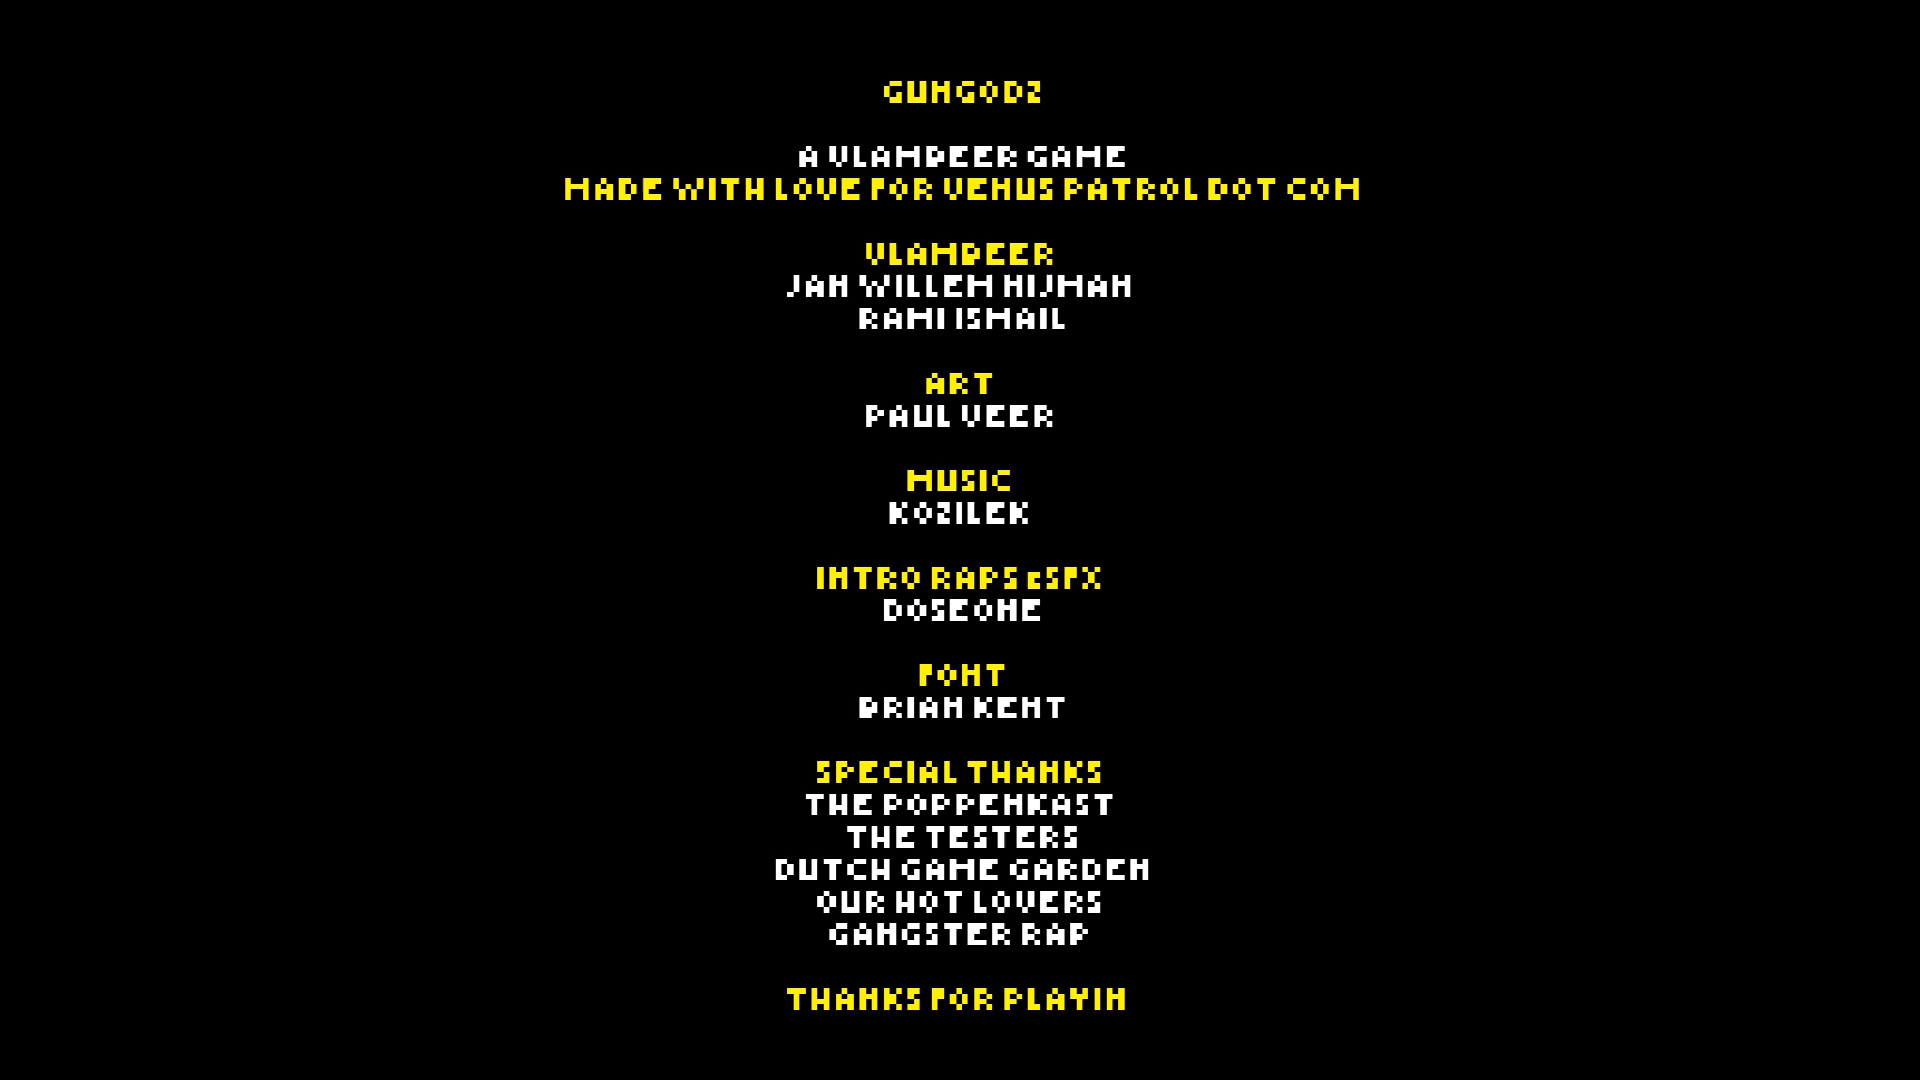 GUNGODZ
A VLAMBEER GAME
MADE WITH LOVE FOR VENUS PATROL DOT COM
VLAMBEER
JAN WILLEM NIJMAN
RAMI ISMAIL
ART
PAUL VEER
MUSIC
KOZILEK
INTRO RAPS &SFX
DOSEONE
FONT
BRIAN KENT
SPECIAL THANKS
THE POPPENKAST
THE TESTERS
DUTCH GAME GARDEN
OUR HOT LOVERS
GANGSTER RAP
THANKS FOR PLAYIN